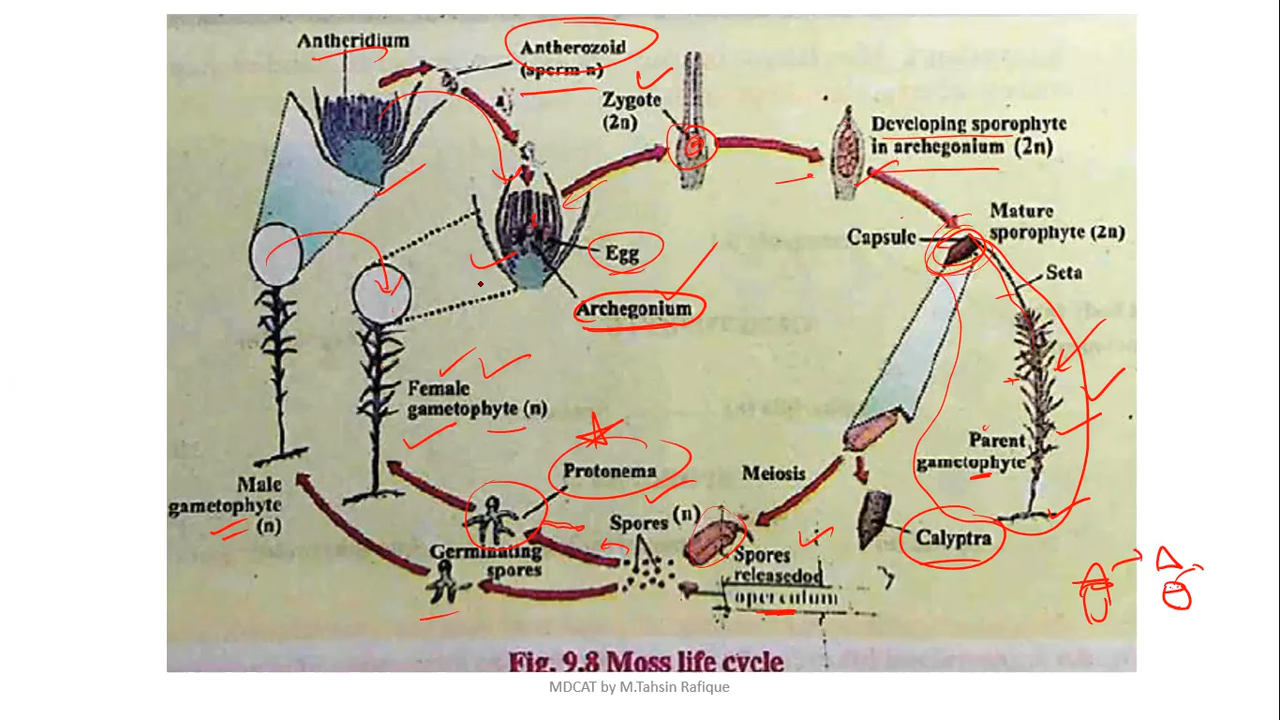 Antheridium
Antherozoid
(sperm n)
Zygote
(2n)
Developing sporophyte
in archegonium (2n)
Mature
sporophyte (2n)
Capsule
Seta
Egg
Archegonium
Female
gametophyte (n)
Parent
gametophyte
Protonema
Meiosis
Male
gametophyte
(n)
Spores (n)
Calyptra
Germinating
spores
Spores
releasedod
operculum
Fig. 9.8 Moss life cycle
MDCAT by M.Tahsin Rafique